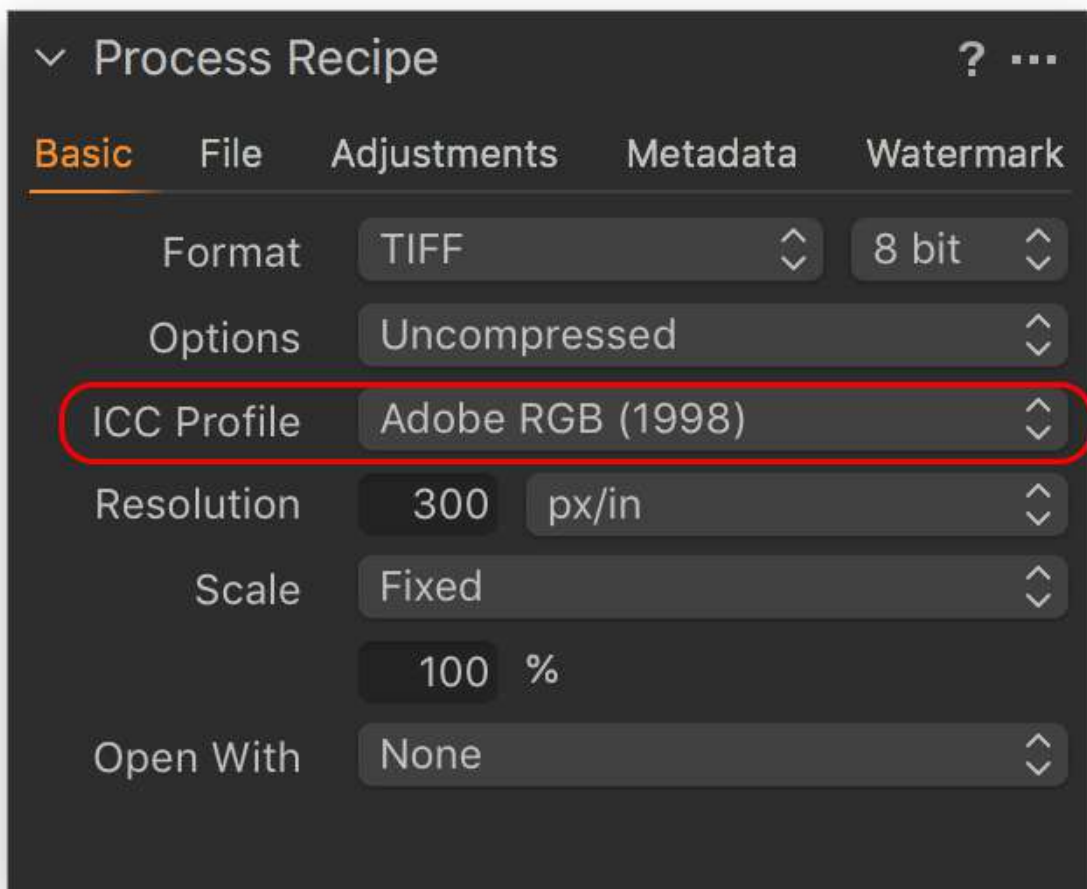 Process Recipe ? ...
Basic File Adjustments Metadata Watermark
Format TIFF 8 bit
Options Uncompressed
ICC Profile Adobe RGB (1998)
Resolution 300 px/in
Scale Fixed
100 %
Open With None